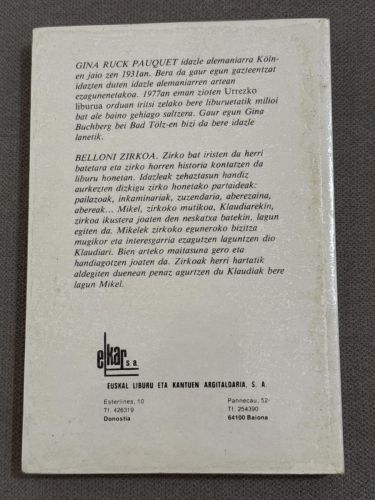 GINA RUCK PAUQUET idazle alemaniarra Köln-
en jaio zen 1931an. Bera da gaur egun gazteentzat
idazten duten idazle alemaniarren artean
ezagunenetakoa. 1977an eman zioten Urrezko
liburua orduan iritsi zelako bere liburuetatik milioi
bat ale baino gehiago saltzera. Gaur egun Gina
Buchberg bei Bad Tölz-en bizi da bere idazle
lanetik.
BELLONI ZIRKOA. Zirko bat iristen da herri
batetara eta zirko horren historia kontatzen da
liburu honetan. Idazleak zehaztasun handiz
aurkezten dizkigu zirko honetako partaideak:
pailazoak, inkaminariak, zuzendaria, aberezaina,
abereak... Mikel, zirkoko mutikoa, Klaudiarekin,
zirkoa ikustera joaten den neskatxa batekin, lagun
egiten da. Mikelek zirkoko eguneroko bizitza
mugikor eta interesgarria ezagutzen laguntzen dio
Klaudiari. Bien arteko maitasuna gero eta
handiagotzen joaten da. Zirkoak herri hartatik
aldegiten duenean penaz agurtzen du Klaudiak bere
lagun Mikel.
elkar s.a.
EUSKAL LIBURU ETA KANTUEN ARGITALDARIA, S. A.
Esterlines, 10
Tf. 426319
Donostia
Pannecau, 52-
Tf. 254390
64100 Baiona